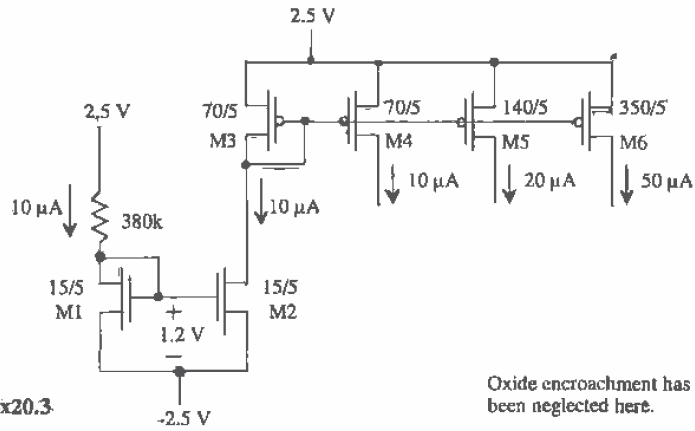 2.5 V
2.5 V
70/5
M3
70/5
M4
140/5
M5
350/5
M6
10 μA
380k
10 μA
10 μA
20 μA
50 μA
15/5
M1
15/5
M2
+
1.2 V
−
-2.5 V
x20.3
Oxide encroachment has
been neglected here.